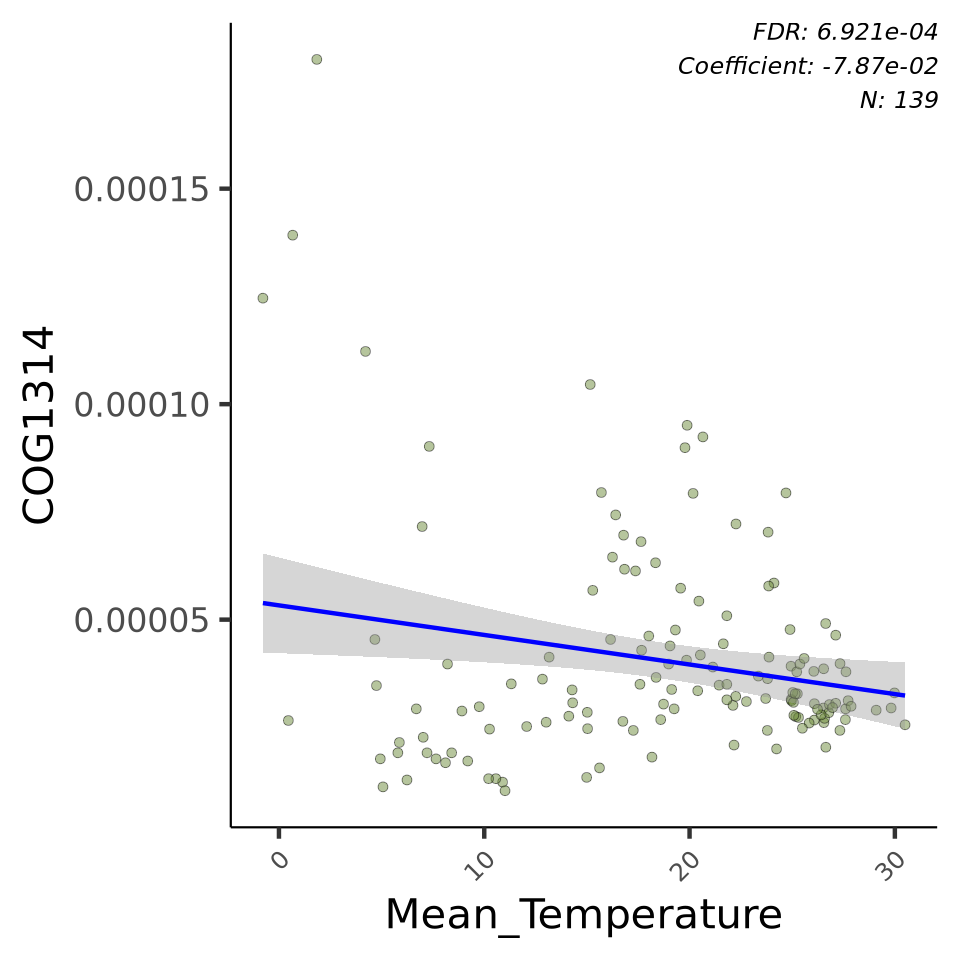 FDR: 6.921e-04
Coefficient: -7.87e-02
N: 139
COG1314
0.00015
0.00010
0.00005
0
10
20
30
Mean_Temperature